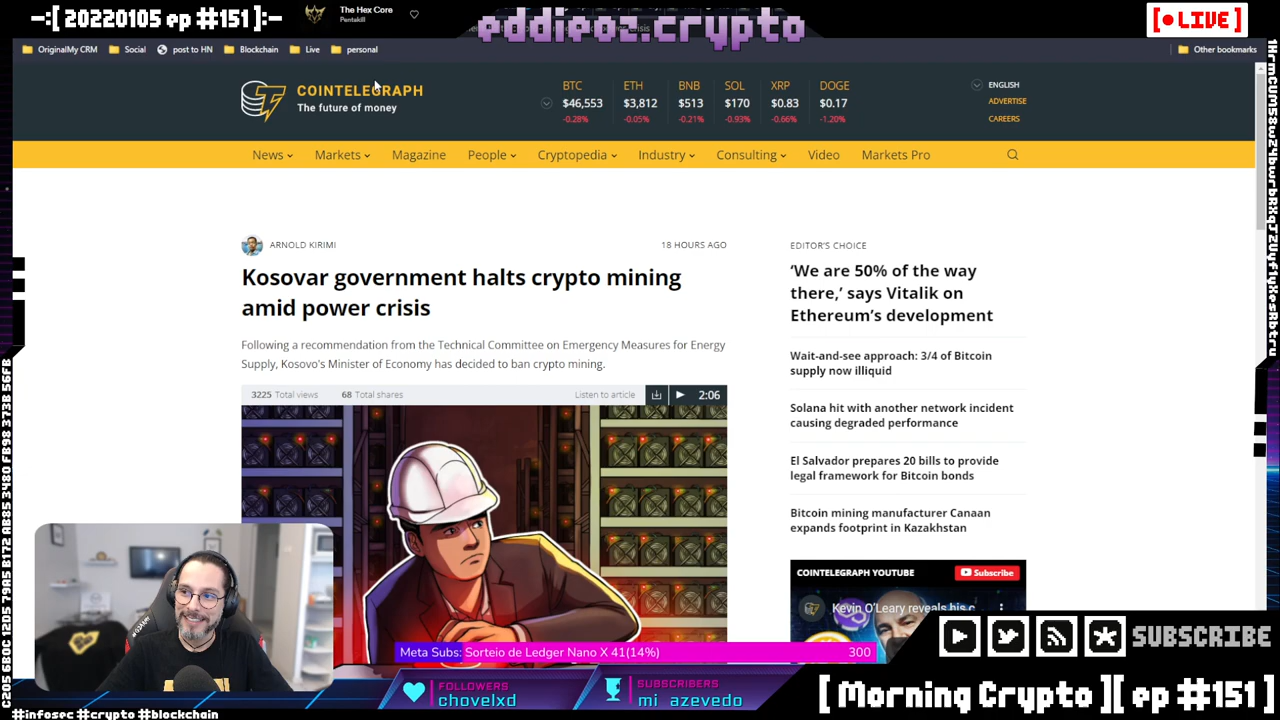 -:[ 20220105 ep #151 ]:-
The Hex Core
Pentakill
eddieoz.crypto
[● LIVE]
OriginalMy CRM
Social
post to HN
Blockchain
Live
personal
Other bookmarks
COINTELEGRAPH
The future of money
BTC ETH BNB SOL XRP DOGE
$46,553 $3,812 $513 $170 $0.83 $0.17
-0.28% -0.05% -0.21% -0.93% -0.66% -1.20%
ENGLISH
ADVERTISE
CAREERS
News Markets Magazine People Cryptopedia Industry Consulting Video Markets Pro
ARNOLD KIRIMI
18 HOURS AGO
Kosovar government halts crypto mining
amid power crisis
Following a recommendation from the Technical Committee on Emergency Measures for Energy
Supply, Kosovo's Minister of Economy has decided to ban crypto mining.
3225 Total views 68 Total shares Listen to article 2:06
EDITOR'S CHOICE
‘We are 50% of the way
there,’ says Vitalik on
Ethereum’s development
Wait-and-see approach: 3/4 of Bitcoin
supply now illiquid
Solana hit with another network incident
causing degraded performance
El Salvador prepares 20 bills to provide
legal framework for Bitcoin bonds
Bitcoin mining manufacturer Canaan
expands footprint in Kazakhstan
COINTELEGRAPH YOUTUBE
Subscribe
Kevin O'Leary reveals his c
Meta Subs: Sorteio de Ledger Nano X 41(14%) 300
FOLLOWERS
chovelxd
SUBSCRIBERS
mi_azevedo
SUBSCRIBE
[ Morning Crypto ][ ep #151 ]
#infosec #crypto #blockchain